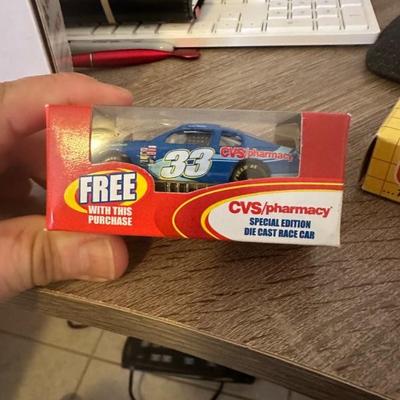 33
CVS/pharmacy
FREE
WITH THIS
PURCHASE
CVS/pharmacy
SPECIAL EDITION
DIE CAST RACE CAR